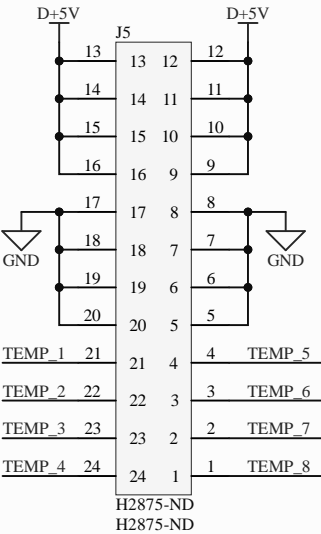 D+5V D+5V
J5
13 13 12 12
14 14 11 11
15 15 10 10
16 16 9 9
17 17 8 8
GND 18 18 7 7 GND
19 19 6 6
20 20 5 5
TEMP_1 21 21 4 4 TEMP_5
TEMP_2 22 22 3 3 TEMP_6
TEMP_3 23 23 2 2 TEMP_7
TEMP_4 24 24 1 1 TEMP_8
H2875-ND
H2875-ND